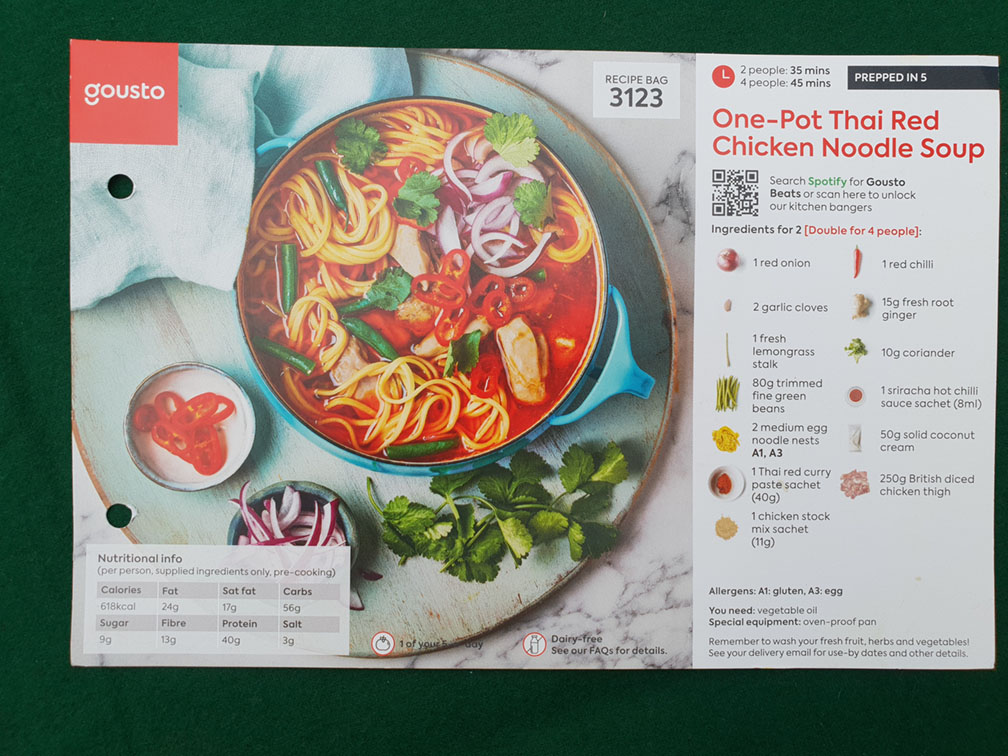 gousto
RECIPE BAG
3123
2 people: 35 mins
4 people: 45 mins
PREPPED IN 5
One-Pot Thai Red
Chicken Noodle Soup
Search Spotify for Gousto
Beats or scan here to unlock
our kitchen bangers
Ingredients for 2 [Double for 4 people]:
1 red onion
1 red chilli
2 garlic cloves
15g fresh root
ginger
1 fresh
lemongrass
stalk
10g coriander
80g trimmed
fine green
beans
1 sriracha hot chilli
sauce sachet (8ml)
2 medium egg
noodle nests
A1, A3
50g solid coconut
cream
1 Thai red curry
paste sachet
(40g)
250g British diced
chicken thigh
1 chicken stock
mix sachet
(11g)
Allergens: A1: gluten, A3: egg
You need: vegetable oil
Special equipment: oven-proof pan
Remember to wash your fresh fruit, herbs and vegetables!
See your delivery email for use-by dates and other details.
Nutritional info
(per person, supplied ingredients only, pre-cooking)
Calories Fat Sat fat Carbs
618kcal 24g 17g 56g
Sugar Fibre Protein Salt
9g 13g 40g 3g
1 of your day
Dairy-free
See our FAQs for details.